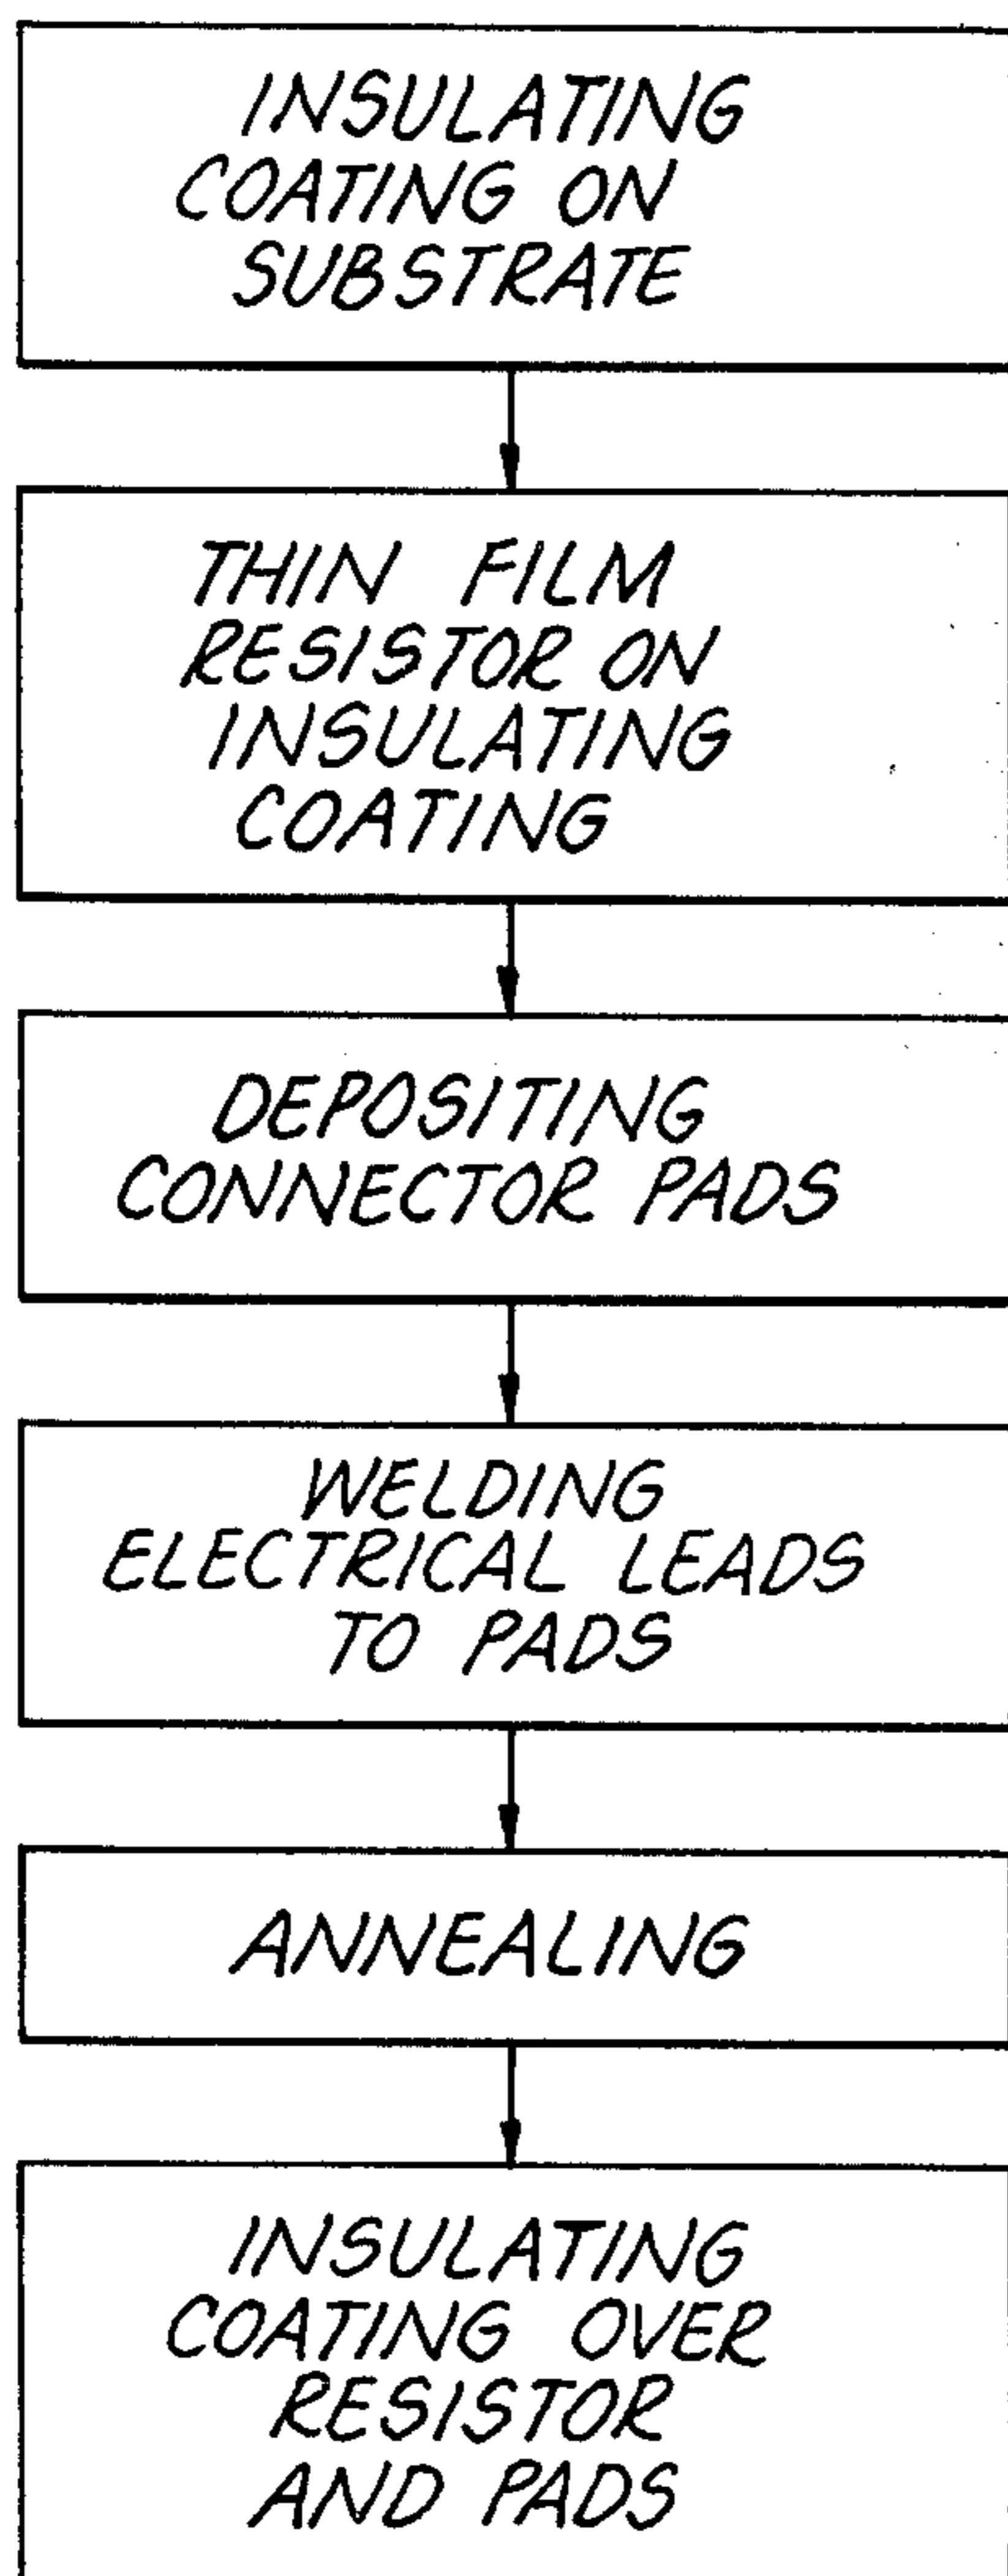 INSULATING
COATING ON
SUBSTRATE
THIN FILM
RESISTOR ON
INSULATING
COATING
DEPOSITING
CONNECTOR PADS
WELDING
ELECTRICAL LEADS
TO PADS
ANNEALING
INSULATING
COATING OVER
RESISTOR
AND PADS